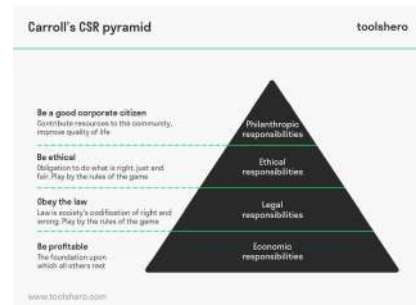 Carroll's CSR pyramid
toolshero
Be a good corporate citizen
Contribute resources to the community,
improve quality of life
Philanthropic
responsibilities
Be ethical
Obligation to do what is right, just and
fair. Play by the rules of the game
Ethical
responsibilities
Obey the law
Law is society's codification of right and
wrong. Play by the rules of the game
Legal
responsibilities
Be profitable
The foundation upon
which all others rest
Economic
responsibilities
www.toolshero.com